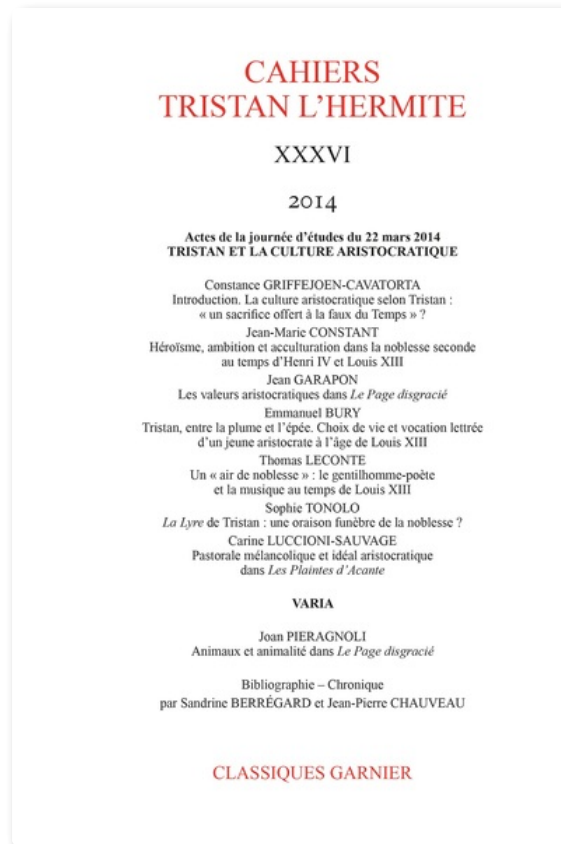 CAHIERS
TRISTAN L'HERMITE
XXXVI
2014
Actes de la journée d'études du 22 mars 2014
TRISTAN ET LA CULTURE ARISTOCRATIQUE
Constance GRIFFEJOEN-CAVATORTA
Introduction. La culture aristocratique selon Tristan :
« un sacrifice offert à la faux du Temps » ?
Jean-Marie CONSTANT
Héroïsme, ambition et acculturation dans la noblesse seconde
au temps d'Henri IV et Louis XIII
Jean GARAPON
Les valeurs aristocratiques dans Le Page disgracié
Emmanuel BURY
Tristan, entre la plume et l'épée. Choix de vie et vocation lettrée
d'un jeune aristocrate à l'âge de Louis XIII
Thomas LECONTE
Un « air de noblesse » : le gentilhomme-poète
et la musique au temps de Louis XIII
Sophie TONOLO
La Lyre de Tristan : une oraison funèbre de la noblesse ?
Carine LUCCIONI-SAUVAGE
Pastorale mélancolique et idéal aristocratique
dans Les Plaintes d'Acante
VARIA
Joan PIERAGNOLI
Animaux et animalité dans Le Page disgracié
Bibliographie – Chronique
par Sandrine BERRÉGARD et Jean-Pierre CHAUVEAU
CLASSIQUES GARNIER